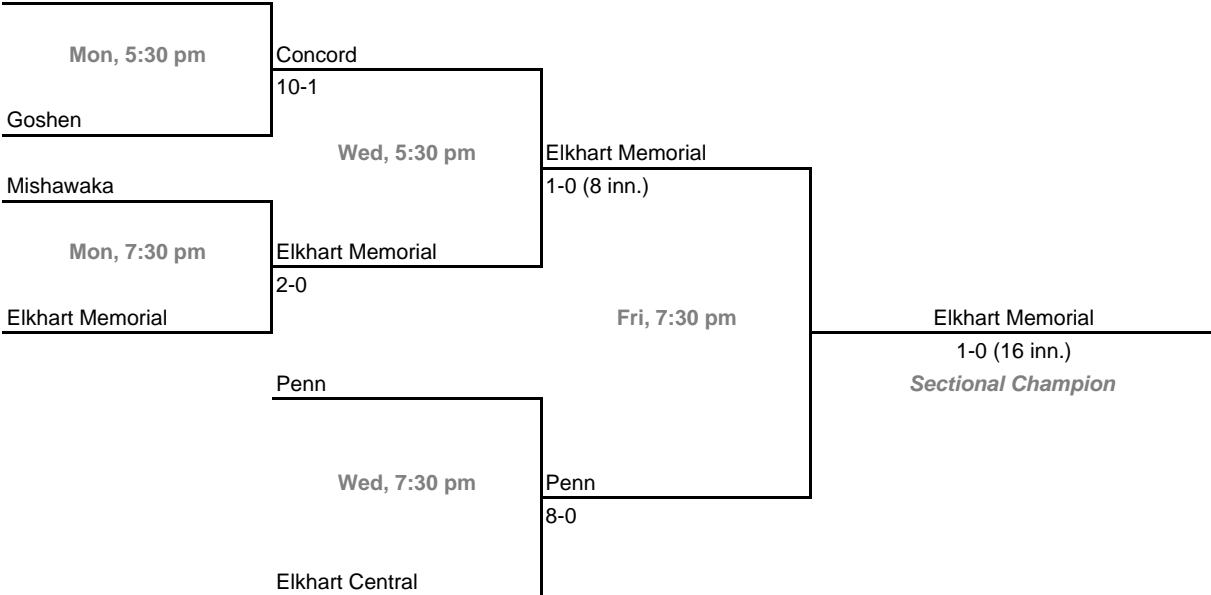 Mon, 5:30 pm
Concord
10-1
Goshen
Wed, 5:30 pm
Elkhart Memorial
Mishawaka
1-0 (8 inn.)
Mon, 7:30 pm
Elkhart Memorial
2-0
Elkhart Memorial
Fri, 7:30 pm
Elkhart Memorial
1-0 (16 inn.)
Penn
Sectional Champion
Wed, 7:30 pm
Penn
8-0
Elkhart Central